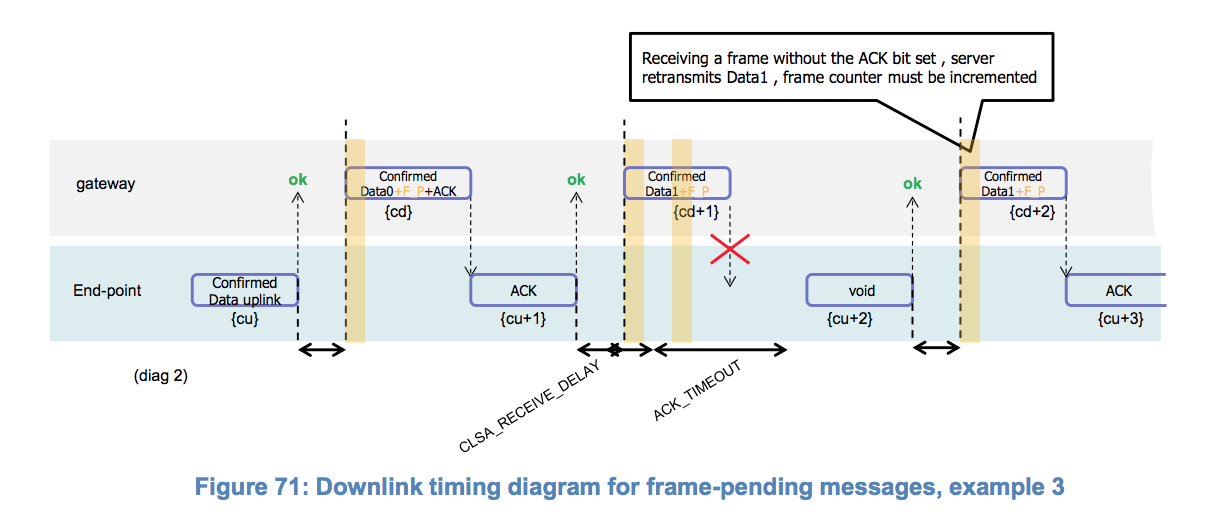 Receiving a frame without the ACK bit set , server
retransmits Data1 , frame counter must be incremented
gateway
ok
Confirmed
Data0+F_P+ACK
{cd}
ok
Confirmed
Data1+F_P
{cd+1}
ok
Confirmed
Data1+F_P
{cd+2}
End-point
Confirmed
Data uplink
{cu}
ACK
{cu+1}
void
{cu+2}
ACK
{cu+3}
(diag 2)
CLSA_RECEIVE_DELAY
ACK_TIMEOUT
Figure 71: Downlink timing diagram for frame-pending messages, example 3